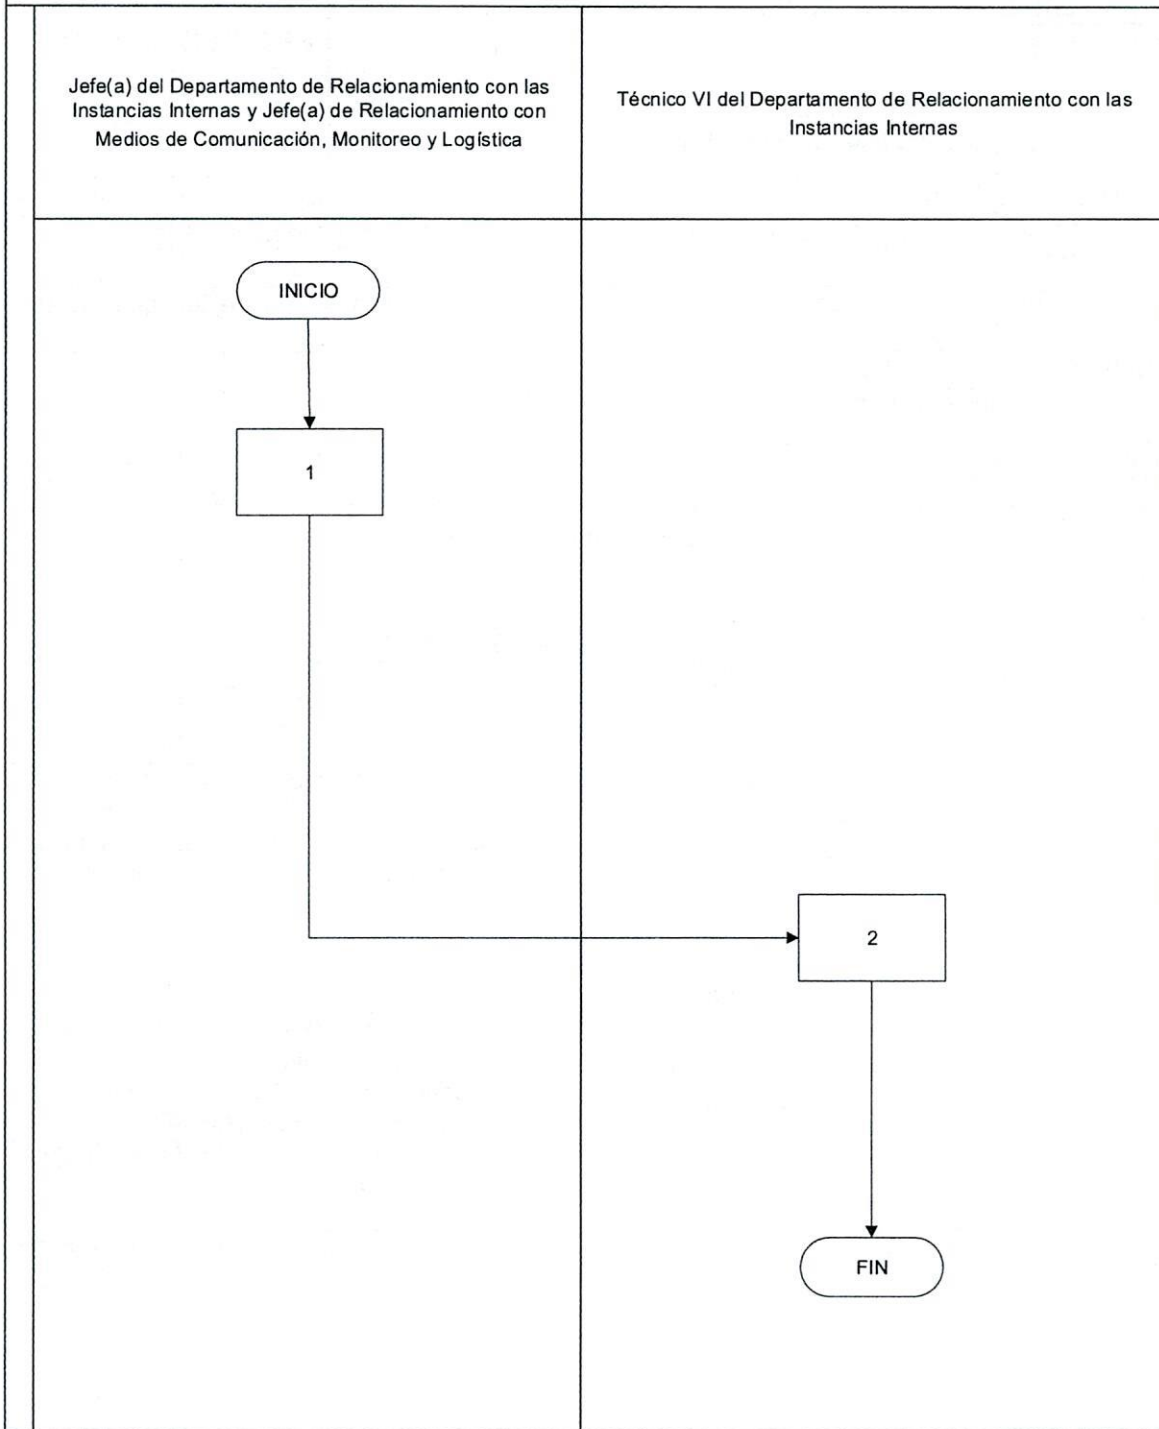 Jefe(a) del Departamento de Relacionamiento con las
Instancias Internas y Jefe(a) de Relacionamiento con
Medios de Comunicación, Monitoreo y Logística
Técnico VI del Departamento de Relacionamiento con las
Instancias Internas
INICIO
1
2
FIN